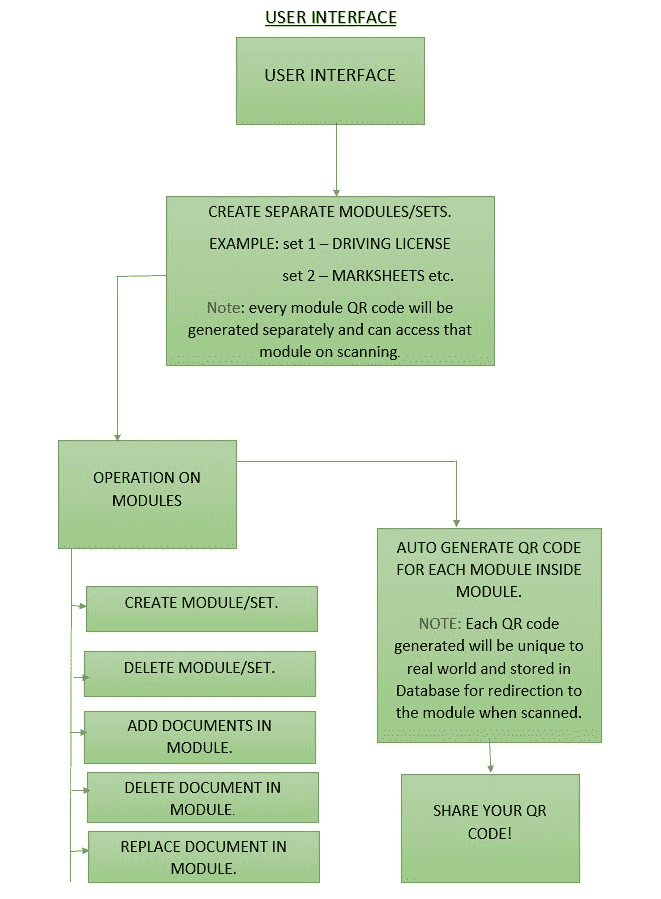 USER INTERFACE
USER INTERFACE
CREATE SEPARATE MODULES/SETS.
EXAMPLE: set 1 – DRIVING LICENSE
set 2 – MARKSHEETS etc.
Note: every module QR code will be
generated separately and can access that
module on scanning.
OPERATION ON
MODULES
CREATE MODULE/SET.
DELETE MODULE/SET.
ADD DOCUMENTS IN
MODULE.
DELETE DOCUMENT IN
MODULE.
REPLACE DOCUMENT IN
MODULE.
AUTO GENERATE QR CODE
FOR EACH MODULE INSIDE
MODULE.
NOTE: Each QR code
generated will be unique to
real world and stored in
Database for redirection to
the module when scanned.
SHARE YOUR QR
CODE!